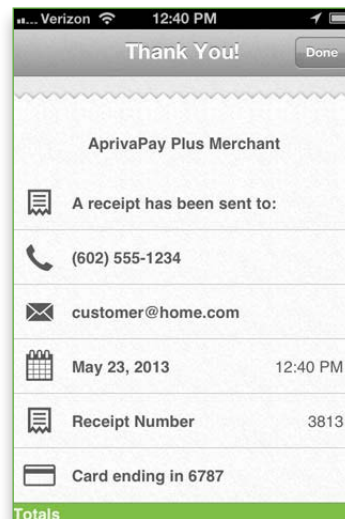 ... Verizon 12:40 PM
Thank You! Done
AprivaPay Plus Merchant
A receipt has been sent to:
(602) 555-1234
customer@home.com
May 23, 2013 12:40 PM
Receipt Number 3813
Card ending in 6787
Totals